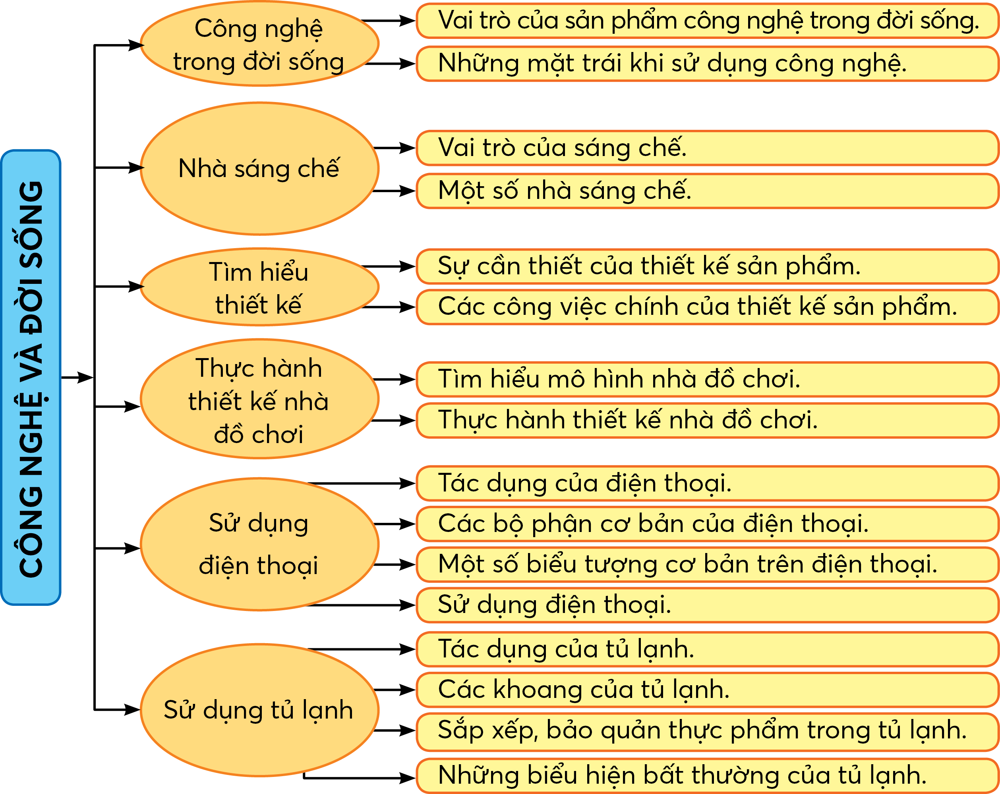 CÔNG NGHỆ VÀ ĐỜI SỐNG
Công nghệ
trong đời sống
Vai trò của sản phẩm công nghệ trong đời sống.
Những mặt trái khi sử dụng công nghệ.
Nhà sáng chế
Vai trò của sáng chế.
Một số nhà sáng chế.
Tìm hiểu
thiết kế
Sự cần thiết của thiết kế sản phẩm.
Các công việc chính của thiết kế sản phẩm.
Thực hành
thiết kế nhà
đồ chơi
Tìm hiểu mô hình nhà đồ chơi.
Thực hành thiết kế nhà đồ chơi.
Sử dụng
điện thoại
Tác dụng của điện thoại.
Các bộ phận cơ bản của điện thoại.
Một số biểu tượng cơ bản trên điện thoại.
Sử dụng điện thoại.
Sử dụng tủ lạnh
Tác dụng của tủ lạnh.
Các khoang của tủ lạnh.
Sắp xếp, bảo quản thực phẩm trong tủ lạnh.
Những biểu hiện bất thường của tủ lạnh.